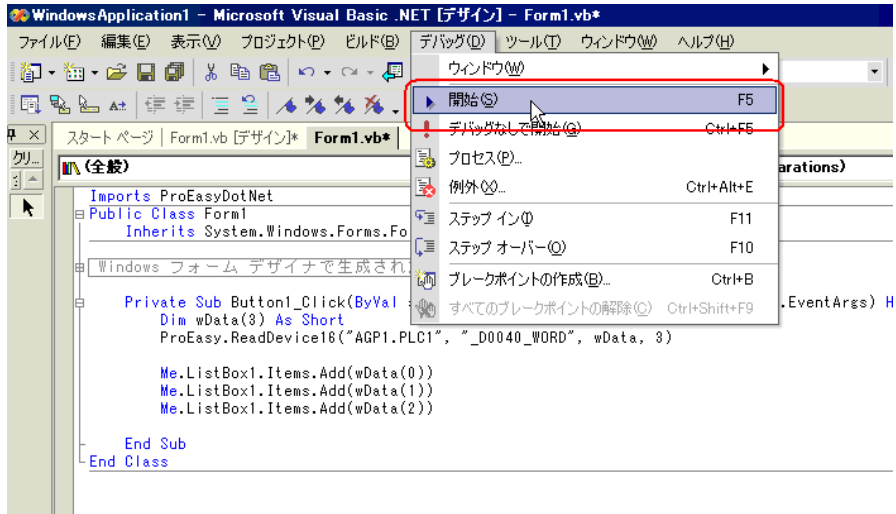 WindowsApplication1 - Microsoft Visual Basic .NET [デザイン] - Form1.vb*
ファイル(F) 編集(E) 表示(V) プロジェクト(P) ビルド(B) デバッグ(D) ツール(T) ウィンドウ(W) ヘルプ(H)
ウィンドウ(W)
開始(S) F5
デバッグなしで開始(G) Ctrl+F5
プロセス(P)...
例外(X)... Ctrl+Alt+E
ステップ イン(I) F11
ステップ オーバー(O) F10
ブレークポイントの作成(B)... Ctrl+B
すべてのブレークポイントの解除(C) Ctrl+Shift+F9
スタート ページ Form1.vb [デザイン]* Form1.vb*
クリ...
(全般) arations)
Imports ProEasyDotNet
Public Class Form1
Inherits System.Windows.Forms.Fo
Windows フォーム デザイナで生成され
Private Sub Button1_Click(ByVal .EventArgs) H
Dim wData(3) As Short
ProEasy.ReadDevice16("AGP1.PLC1", "_D0040_WORD", wData, 3)
Me.ListBox1.Items.Add(wData(0))
Me.ListBox1.Items.Add(wData(1))
Me.ListBox1.Items.Add(wData(2))
End Sub
End Class